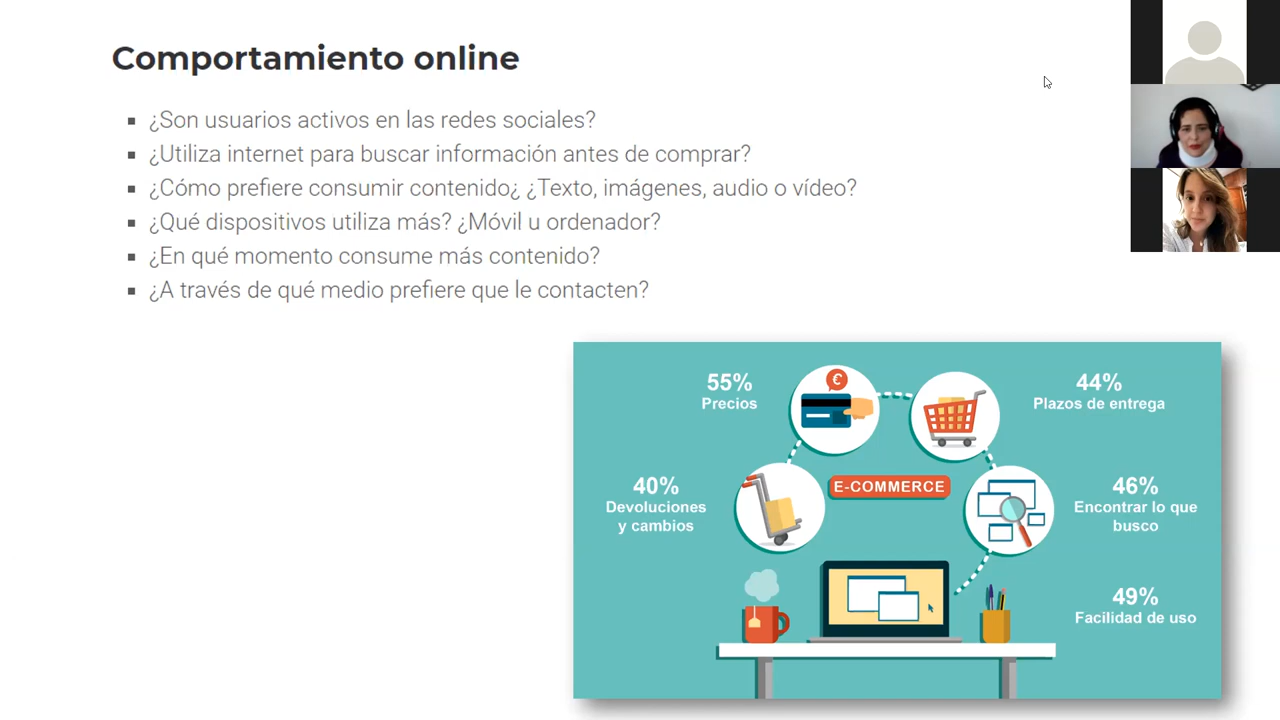 Comportamiento online
¿Son usuarios activos en las redes sociales?
¿Utiliza internet para buscar información antes de comprar?
¿Cómo prefiere consumir contenido¿ ¿Texto, imágenes, audio o vídeo?
¿Qué dispositivos utiliza más? ¿Móvil u ordenador?
¿En qué momento consume más contenido?
¿A través de qué medio prefiere que le contacten?
55%
Precios
€
44%
Plazos de entrega
40%
Devoluciones
y cambios
E-COMMERCE
46%
Encontrar lo que
busco
49%
Facilidad de uso